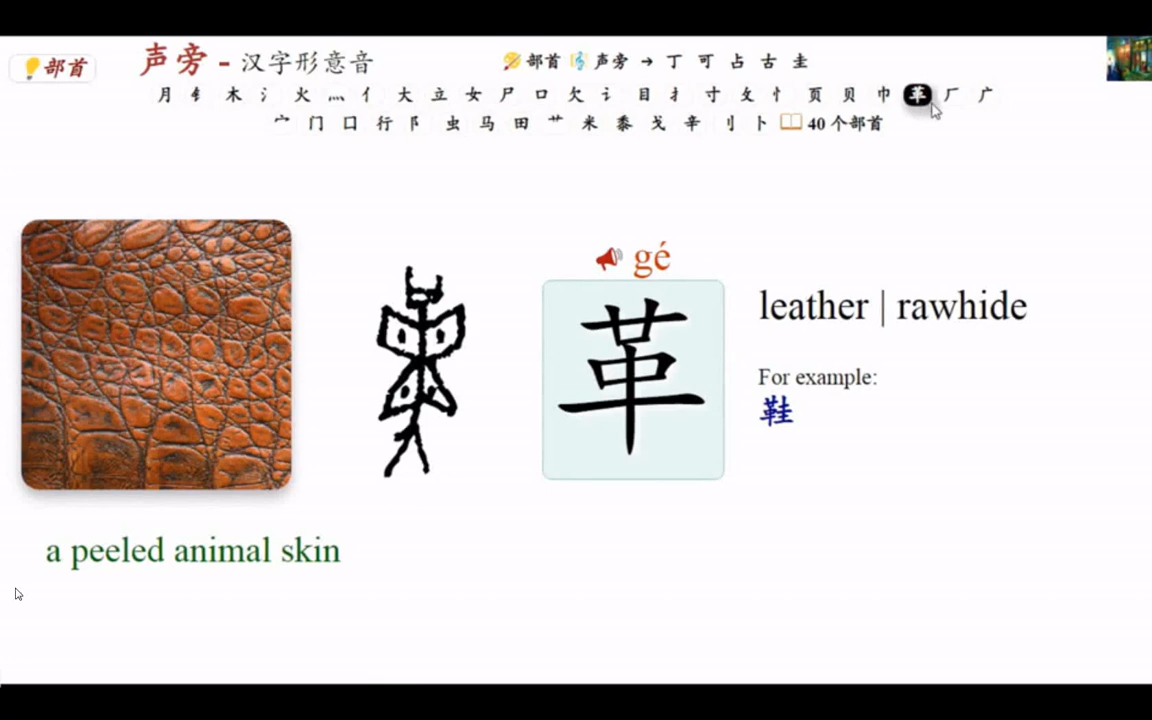 部首
声旁 - 汉字形意音
部首 声旁 → 丁 可 占 古 圭
月 钅 木 氵 火 灬 亻 大 立 女 尸 口 欠 讠 目 扌 寸 攵 忄 页 贝 巾 革 厂 广
宀 门 囗 行 阝 虫 马 田 艹 米 黍 戈 辛 刂 卜 40 个部首
gé
革
leather | rawhide
For example:
鞋
a peeled animal skin